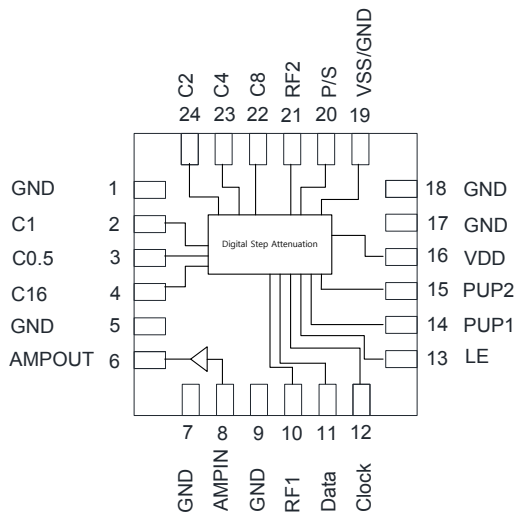 C2
C4
C8
RF2
P/S
VSS/GND
24
23
22
21
20
19
GND 1
C1 2
C0.5 3
C16 4
GND 5
AMPOUT 6
Digital Step Attenuation
18 GND
17 GND
16 VDD
15 PUP2
14 PUP1
13 LE
7
8
9
10
11
12
GND
AMPIN
GND
RF1
Data
Clock